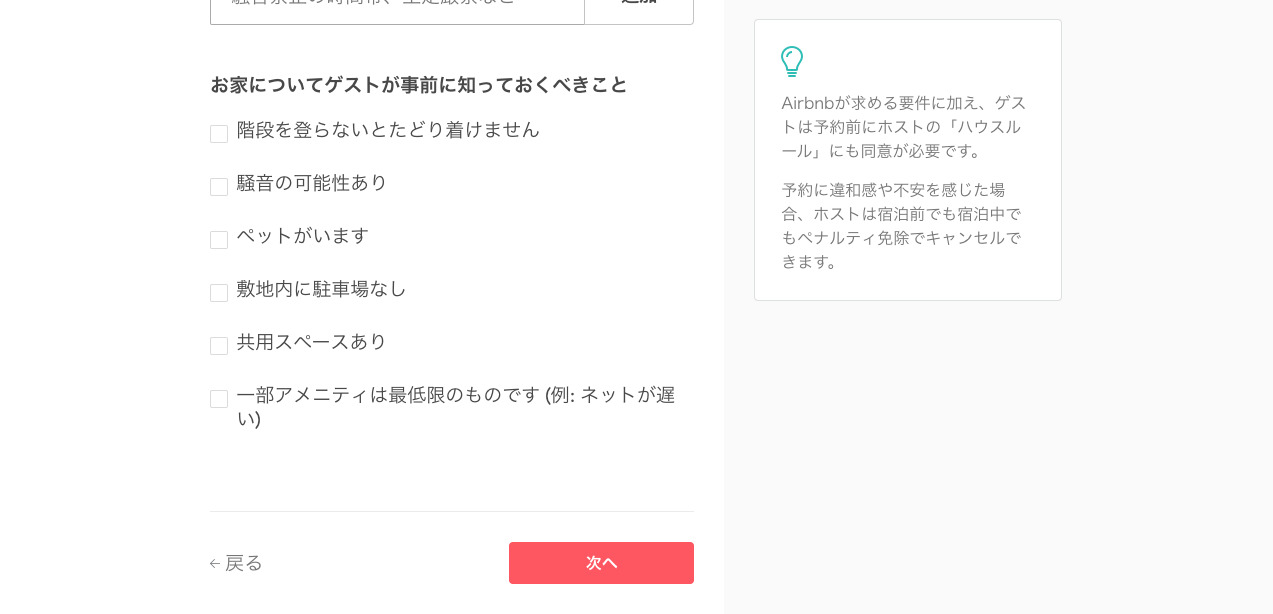 お家についてゲストが事前に知っておくべきこと
階段を登らないとたどり着けません
騒音の可能性あり
ペットがいます
敷地内に駐車場なし
共用スペースあり
一部アメニティは最低限のものです (例: ネットが遅
い)
← 戻る
次へ
Airbnbが求める要件に加え、ゲス
トは予約前にホストの「ハウスル
ール」にも同意が必要です。
予約に違和感や不安を感じた場
合、ホストは宿泊前でも宿泊中で
もペナルティ免除でキャンセルで
きます。